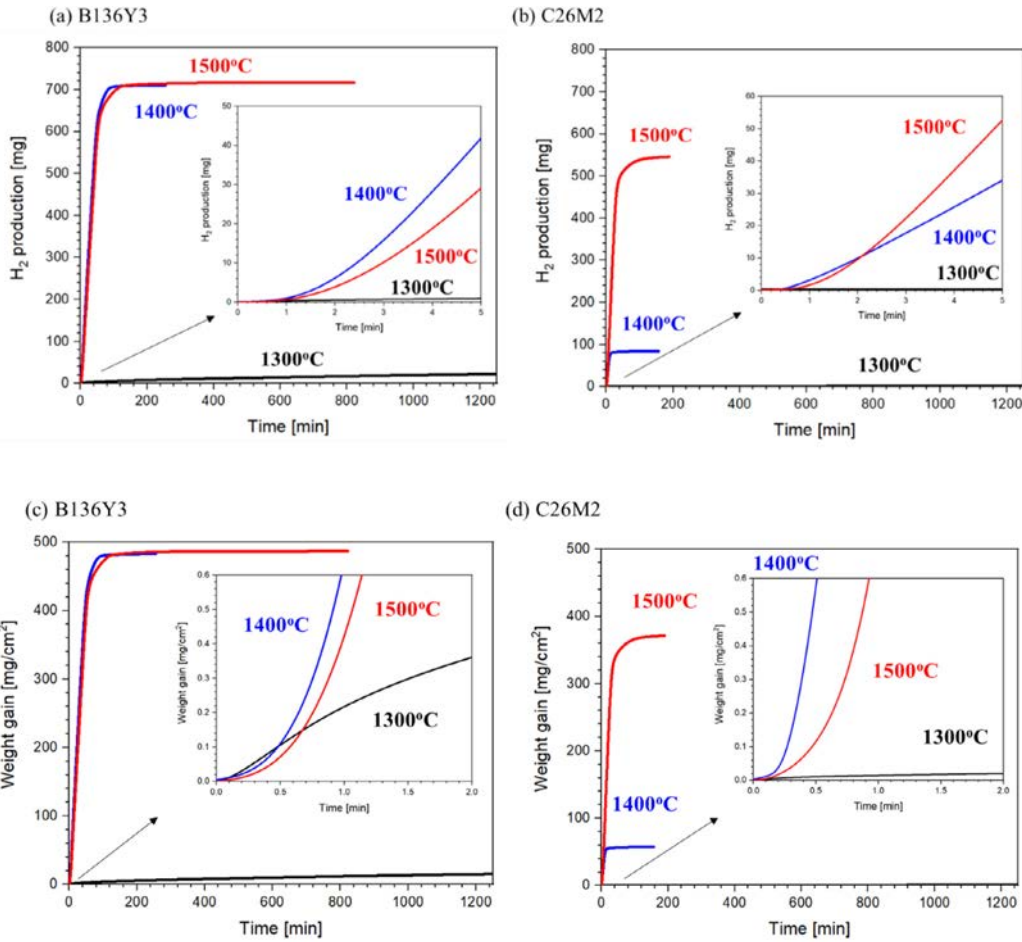 (a) B136Y3
800
700
600
500
400
300
200
100
0
H₂ production [mg]
1500°C
1400°C
1300°C
0 200 400 600 800 1000 1200
Time [min]
50
40
30
20
10
0
H₂ production [mg]
1400°C
1500°C
1300°C
0 1 2 3 4 5
Time [min]
(b) C26M2
800
700
600
500
400
300
200
100
0
H₂ production [mg]
1500°C
1400°C
1300°C
0 200 400 600 800 1000 1200
Time [min]
60
50
40
30
20
10
0
H₂ production [mg]
1500°C
1400°C
1300°C
0 1 2 3 4 5
Time [min]
(c) B136Y3
500
400
300
200
100
0
Weight gain [mg/cm²]
1300°C
0 200 400 600 800 1000 1200
Time [min]
0.6
0.5
0.4
0.3
0.2
0.1
0.0
Weight gain [mg/cm²]
1400°C
1500°C
0.0 0.5 1.0 1.5 2.0
Time [min]
(d) C26M2
500
400
300
200
100
0
Weight gain [mg/cm²]
1500°C
1400°C
0 200 400 600 800 1000 1200
Time [min]
0.6
0.5
0.4
0.3
0.2
0.1
0.0
Weight gain [mg/cm²]
1400°C
1500°C
1300°C
0.0 0.5 1.0 1.5 2.0
Time [min]